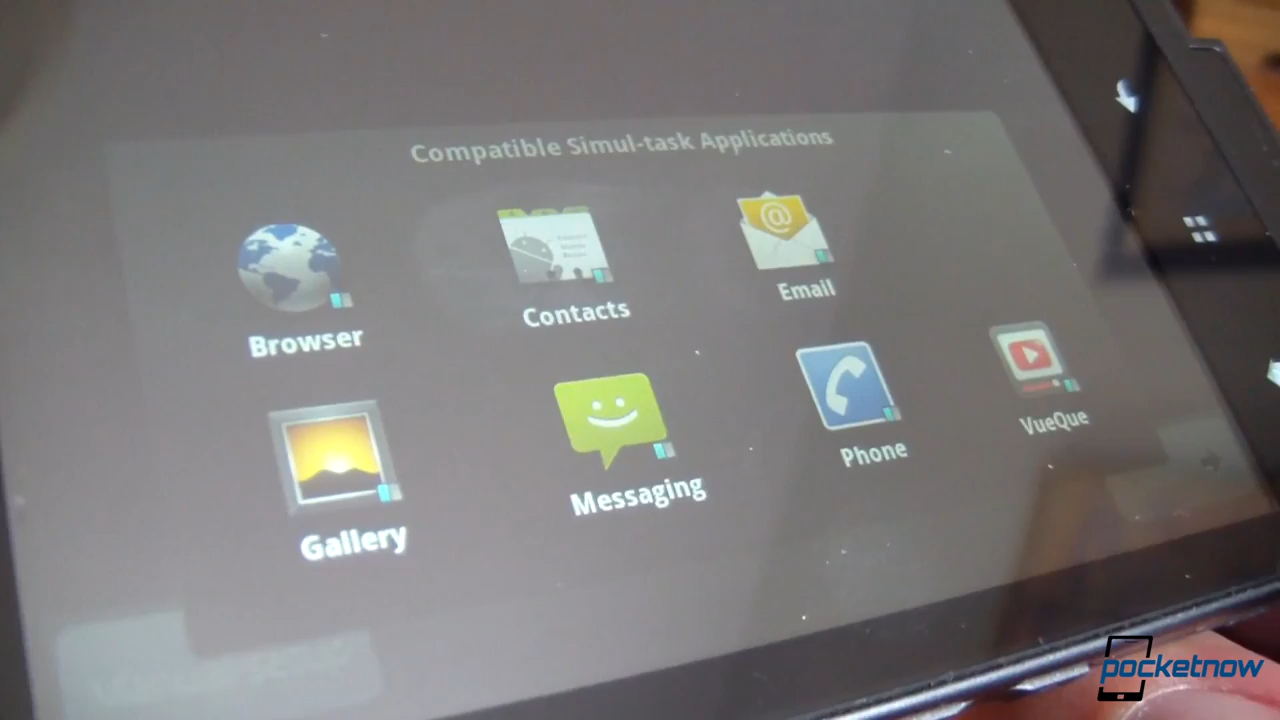 Compatible Simul-task Applications
Browser
Contacts
Email
Gallery
Messaging
Phone
VueQue
pocketnow